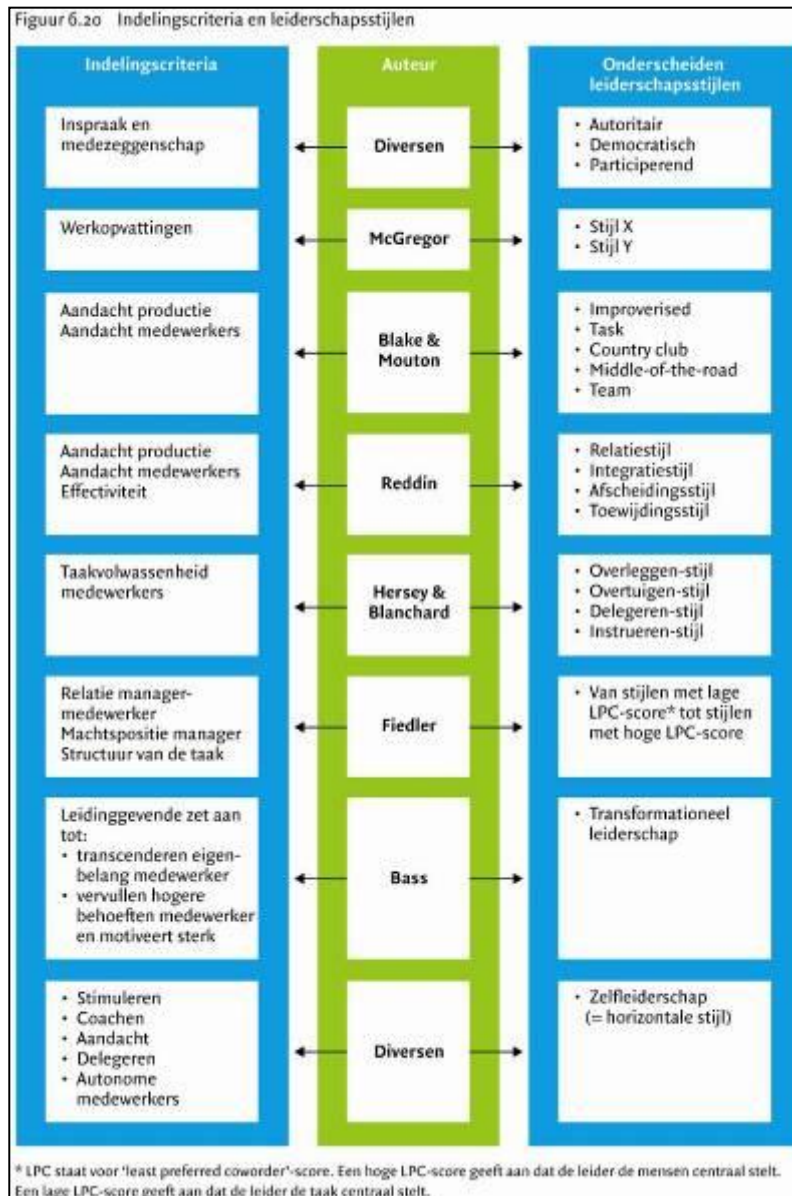 Figuur 6.20 Indelingscriteria en leiderschapsstijlen
Indelingscriteria
Auteur
Onderscheiden
leiderschapsstijlen
Inspraak en
medezeggenschap
Diversen
• Autoritair
• Democratisch
• Participerend
Werkopvattingen
McGregor
• Stijl X
• Stijl Y
Aandacht productie
Aandacht medewerkers
Blake &
Mouton
• Improverised
• Task
• Country club
• Middle-of-the-road
• Team
Aandacht productie
Aandacht medewerkers
Effectiviteit
Reddin
• Relatiestijl
• Integratiestijl
• Afscheidingsstijl
• Toewijdingsstijl
Taakvolwassenheid
medewerkers
Hersey &
Blanchard
• Overleggen-stijl
• Overtuigen-stijl
• Delegeren-stijl
• Instrueren-stijl
Relatie manager-
medewerker
Machtspositie manager
Structuur van de taak
Fiedler
• Van stijlen met lage
LPC-score* tot stijlen
met hoge LPC-score
Leidinggevende zet aan
tot:
• transcenderen eigen-
belang medewerker
• vervullen hogere
behoeften medewerker
en motiveert sterk
Bass
• Transformationeel
leiderschap
• Stimuleren
• Coachen
• Aandacht
• Delegeren
• Autonome
medewerkers
Diversen
• Zelfleiderschap
(= horizontale stijl)
* LPC staat voor 'least preferred coworder'-score. Een hoge LPC-score geeft aan dat de leider de mensen centraal stelt.
Een lage LPC-score geeft aan dat de leider de taak centraal stelt.